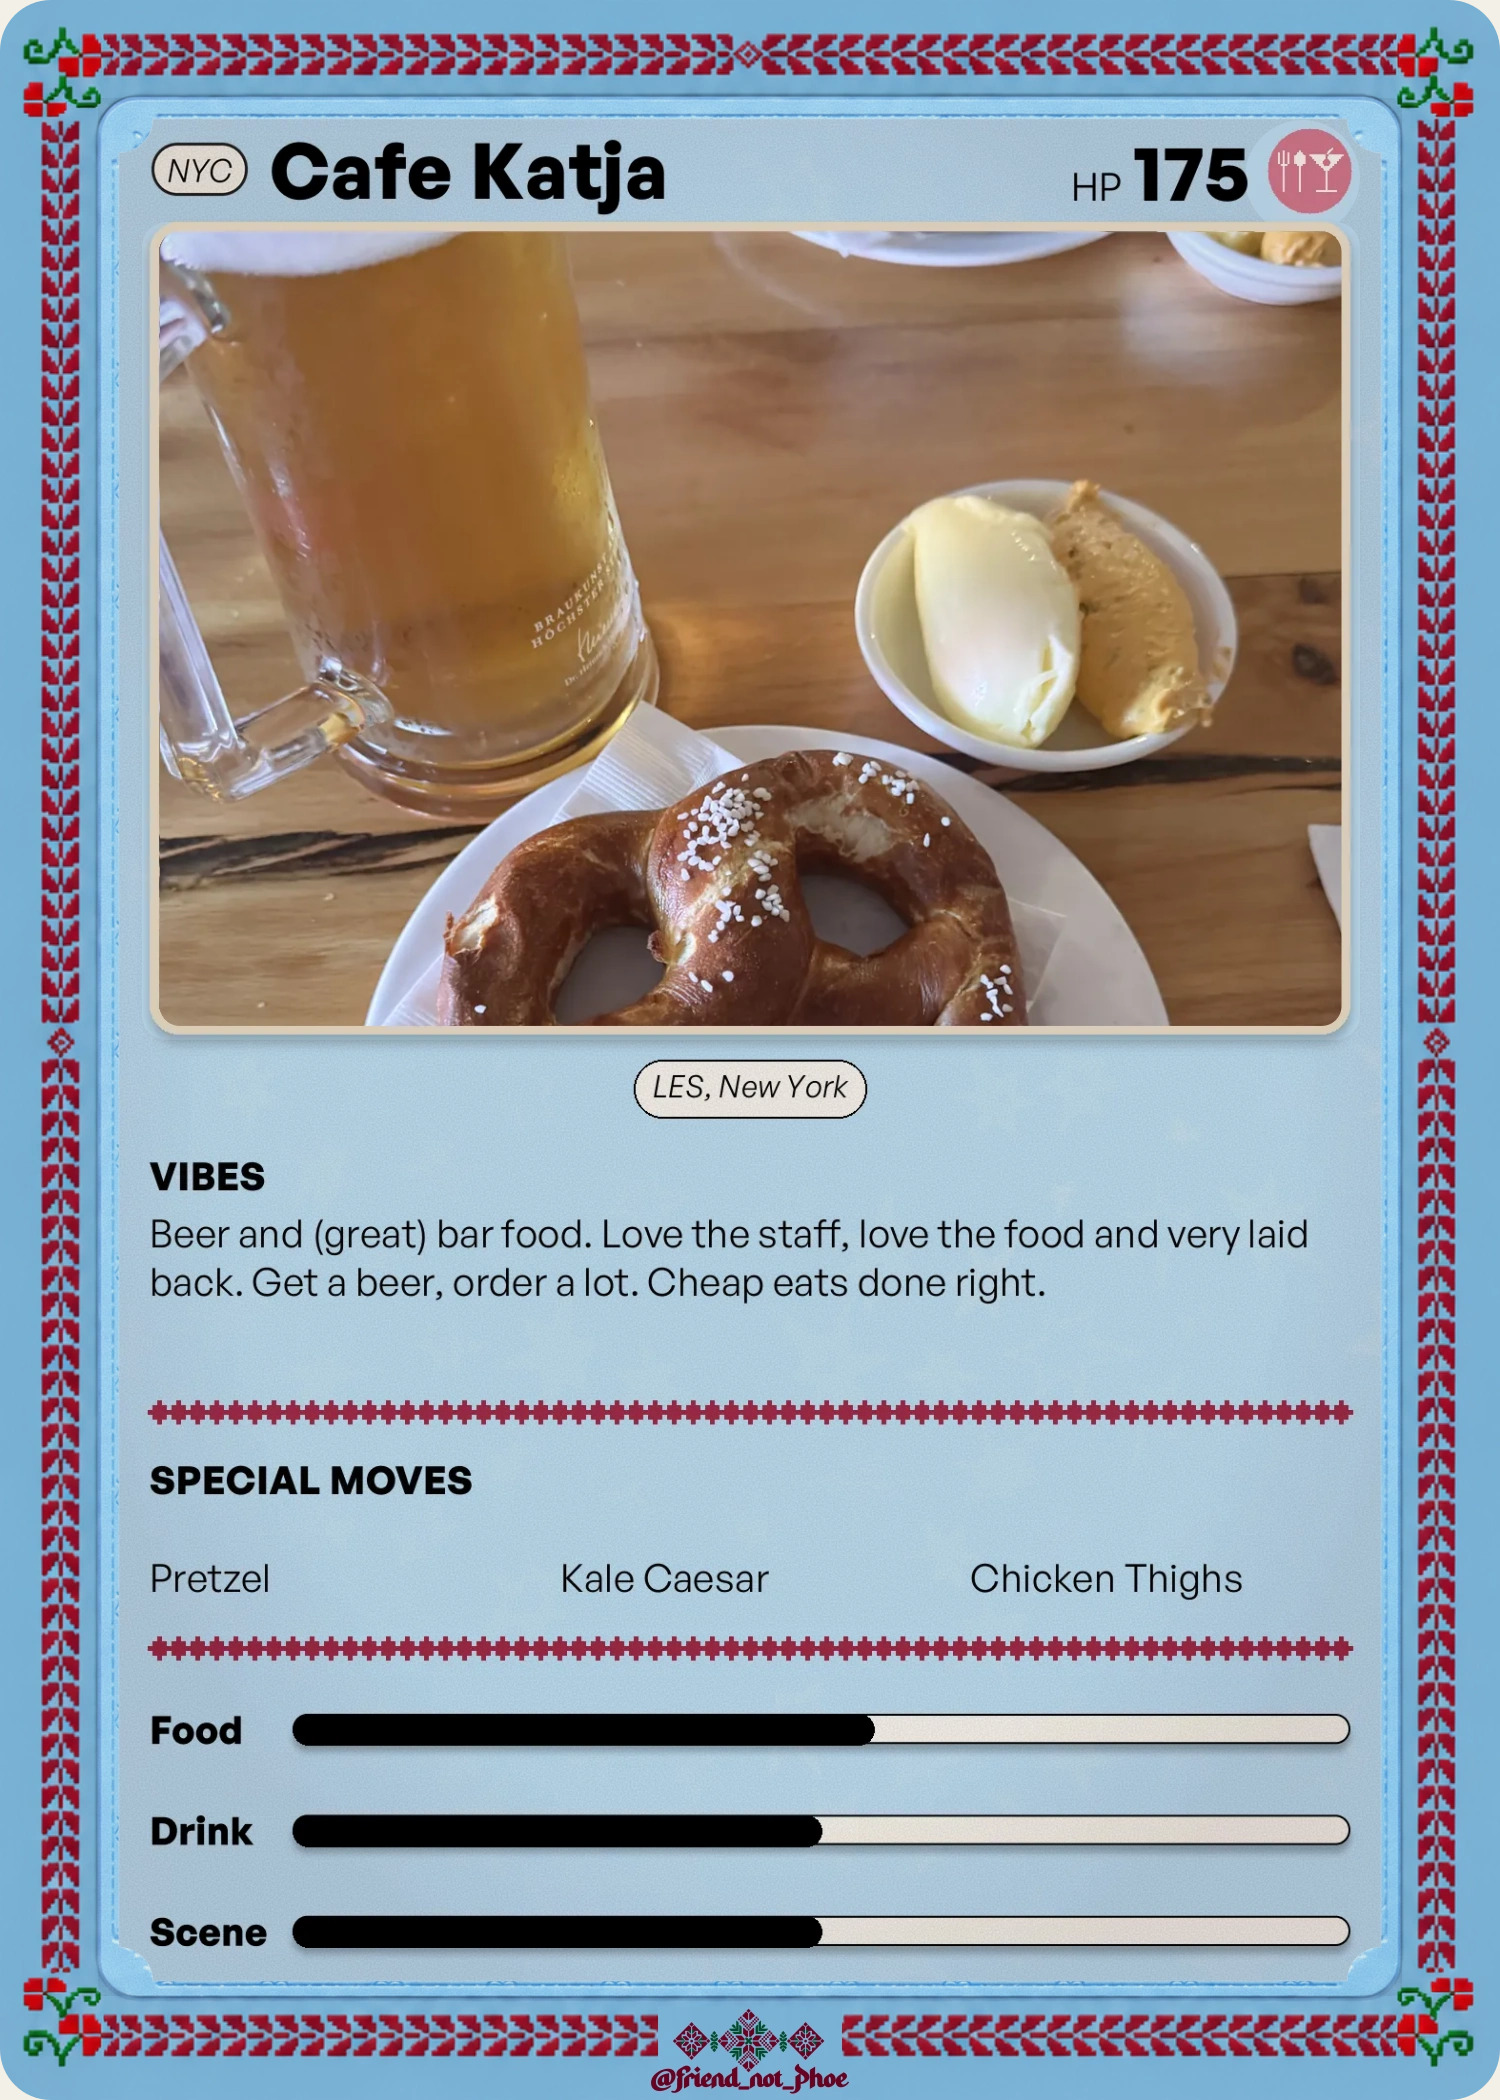 NYC Cafe Katja HP 175
BRAUKUNST
HÖCHSTER
LES, New York
VIBES
Beer and (great) bar food. Love the staff, love the food and very laid
back. Get a beer, order a lot. Cheap eats done right.
SPECIAL MOVES
Pretzel Kale Caesar Chicken Thighs
Food
Drink
Scene
@friend_not_Phoe